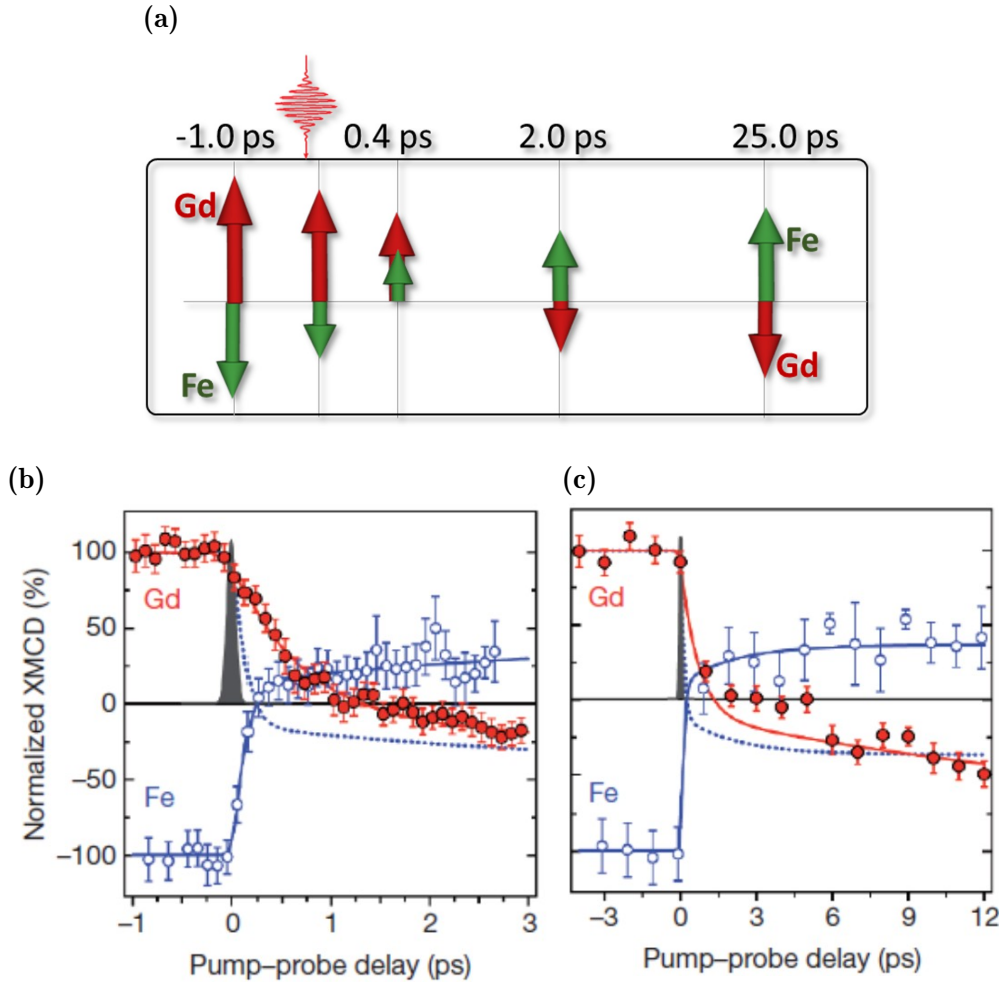 (a)
-1.0 ps 0.4 ps 2.0 ps 25.0 ps
Gd
Fe
Fe
Gd
(b)
(c)
Normalized XMCD (%)
100
50
0
−50
−100
Gd
Fe
−1 0 1 2 3
Pump–probe delay (ps)
Gd
Fe
−3 0 3 6 9 12
Pump–probe delay (ps)